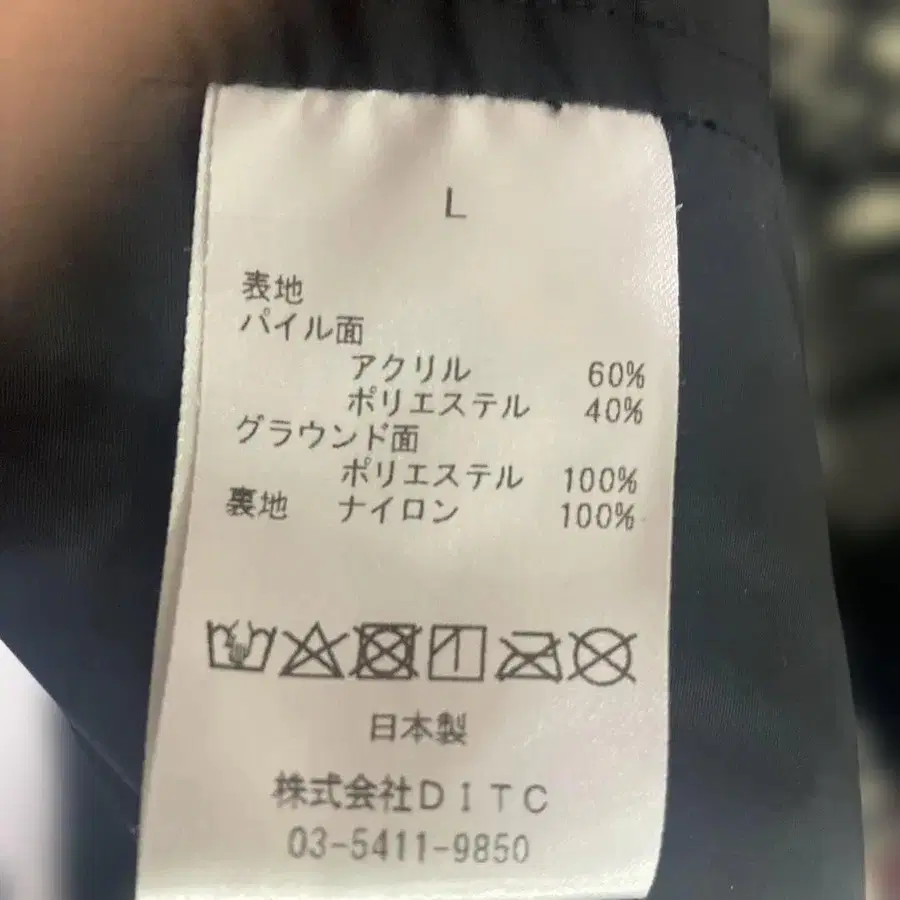 L
表地
パイル面
アクリル 60%
ポリエステル 40%
グラウンド面
ポリエステル 100%
裏地 ナイロン 100%
日本製
株式会社DITC
03-5411-9850